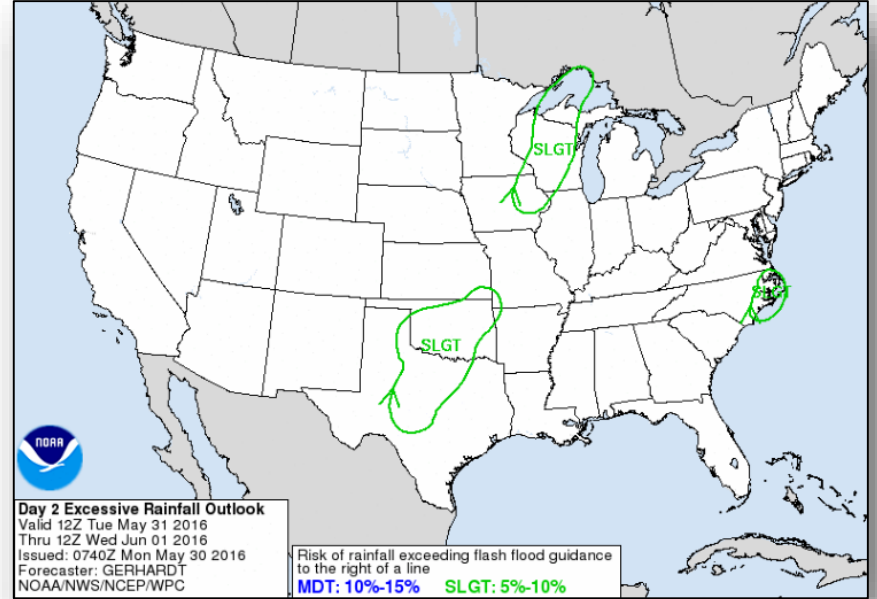 SLGT
SLGT
SLGT
NOAA
Day 2 Excessive Rainfall Outlook
Valid 12Z Tue May 31 2016
Thru 12Z Wed Jun 01 2016
Issued: 0740Z Mon May 30 2016
Forecaster: GERHARDT
NOAA/NWS/NCEP/WPC
Risk of rainfall exceeding flash flood guidance
to the right of a line
MDT: 10%-15% SLGT: 5%-10%